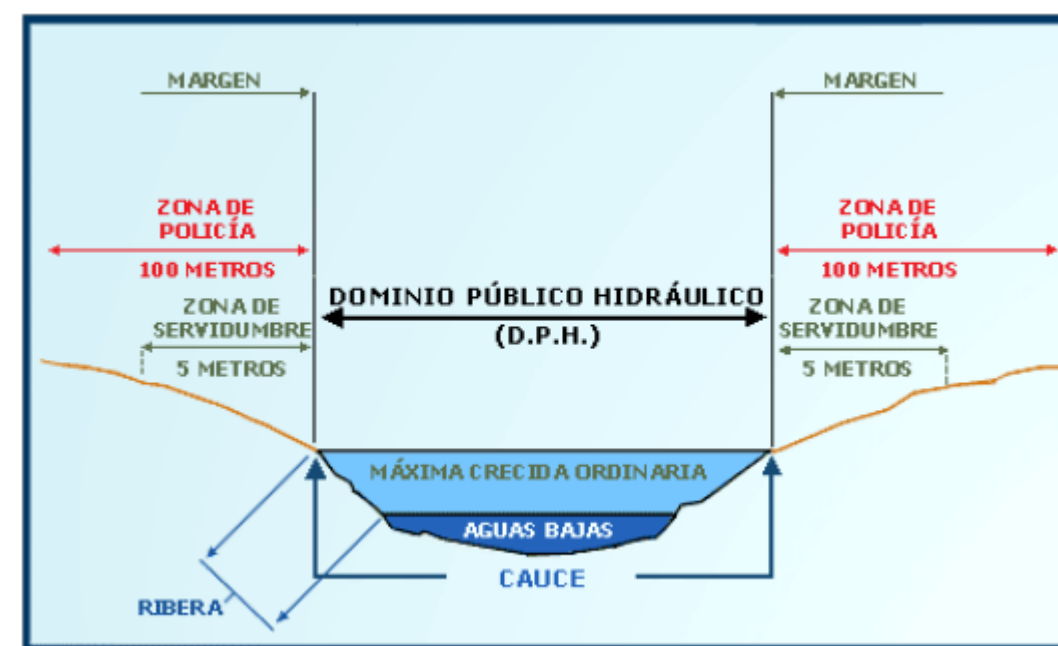 MARGEN
MARGEN
ZONA DE
POLICÍA
100 METROS
ZONA DE
POLICÍA
100 METROS
DOMINIO PÚBLICO HIDRÁULICO
(D.P.H.)
ZONA DE
SERVIDUMBRE
5 METROS
ZONA DE
SERVIDUMBRE
5 METROS
MÁXIMA CRECIDA ORDINARIA
AGUAS BAJAS
CAUCE
RIBERA